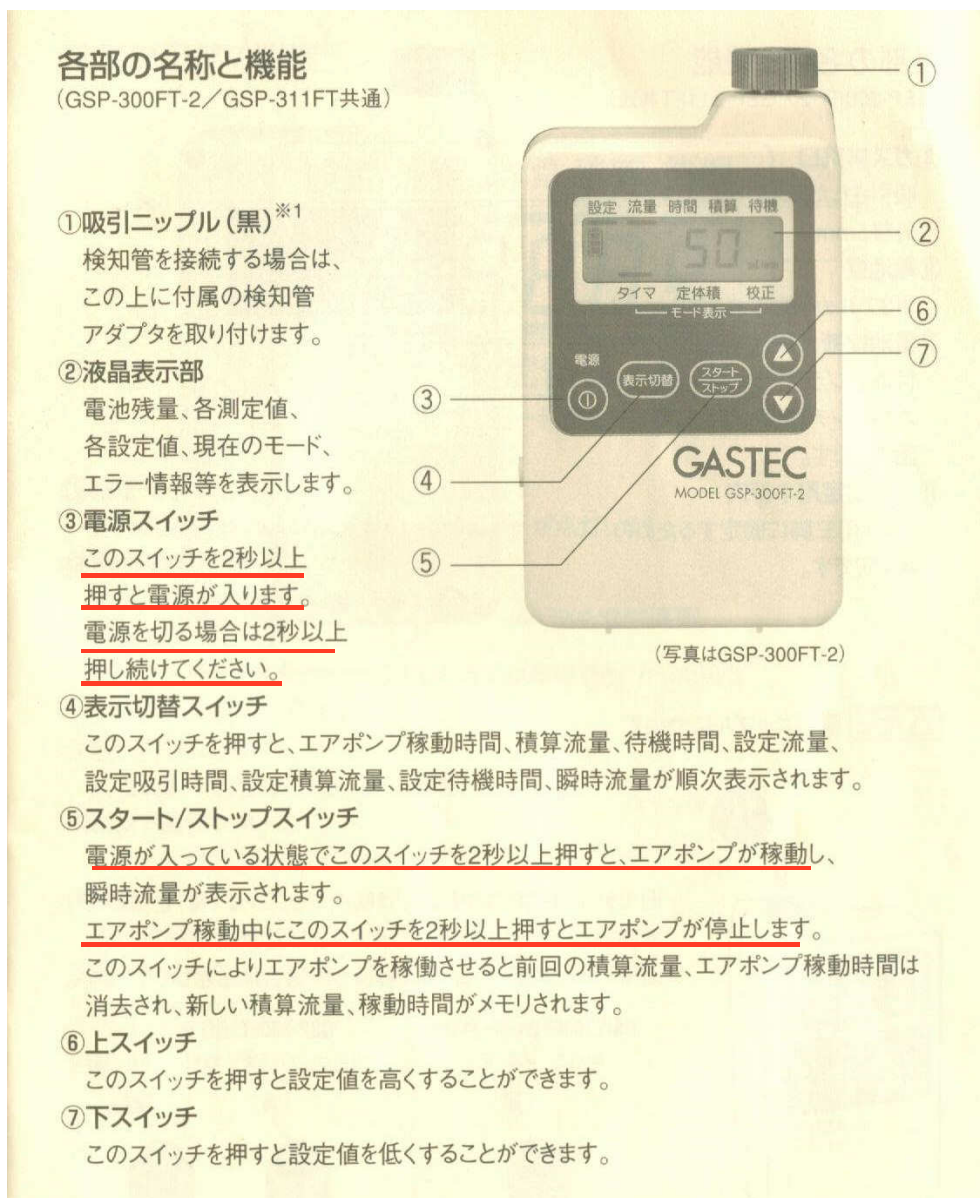 各部の名称と機能
(GSP-300FT-2／GSP-311FT共通)
①
①吸引ニップル(黒)※1
検知管を接続する場合は、
この上に付属の検知管
アダプタを取り付けます。
②液晶表示部
電池残量、各測定値、
各設定値、現在のモード、
エラー情報等を表示します。
③電源スイッチ
このスイッチを2秒以上
押すと電源が入ります。
電源を切る場合は2秒以上
押し続けてください。
設定 流量 時間 積算 待機
50
タイマ 定体積 校正
モード表示
電源
表示切替
スタート
ストップ
②
⑥
⑦
③
④
⑤
GASTEC
MODEL GSP-300FT-2
(写真はGSP-300FT-2)
④表示切替スイッチ
このスイッチを押すと、エアポンプ稼動時間、積算流量、待機時間、設定流量、
設定吸引時間、設定積算流量、設定待機時間、瞬時流量が順次表示されます。
⑤スタート/ストップスイッチ
電源が入っている状態でこのスイッチを2秒以上押すと、エアポンプが稼動し、
瞬時流量が表示されます。
エアポンプ稼動中にこのスイッチを2秒以上押すとエアポンプが停止します。
このスイッチによりエアポンプを稼働させると前回の積算流量、エアポンプ稼動時間は
消去され、新しい積算流量、稼動時間がメモリされます。
⑥上スイッチ
このスイッチを押すと設定値を高くすることができます。
⑦下スイッチ
このスイッチを押すと設定値を低くすることができます。